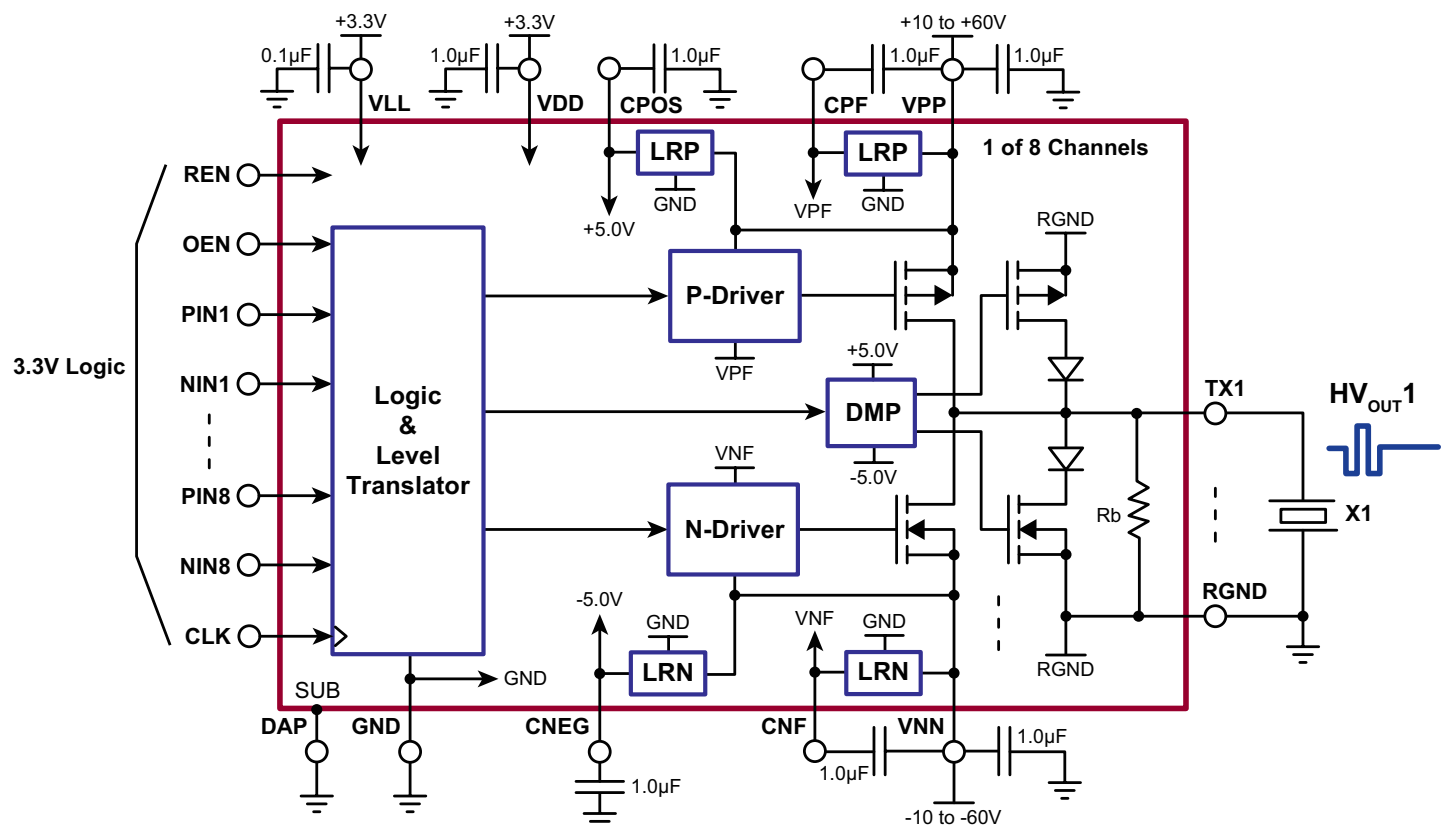 +3.3V
+3.3V
+10 to +60V
0.1µF
1.0µF
1.0µF
1.0µF
1.0µF
VLL
VDD
CPOS
CPF
VPP
1 of 8 Channels
LRP
LRP
GND
GND
+5.0V
VPF
RGND
REN
OEN
PIN1
NIN1
PIN8
NIN8
CLK
3.3V Logic
Logic
&
Level
Translator
P-Driver
VPF
+5.0V
DMP
-5.0V
VNF
N-Driver
TX1
HVOUT1
Rb
X1
RGND
-5.0V
GND
LRN
VNF
GND
LRN
RGND
GND
SUB
DAP
GND
CNEG
CNF
VNN
1.0µF
1.0µF
1.0µF
-10 to -60V